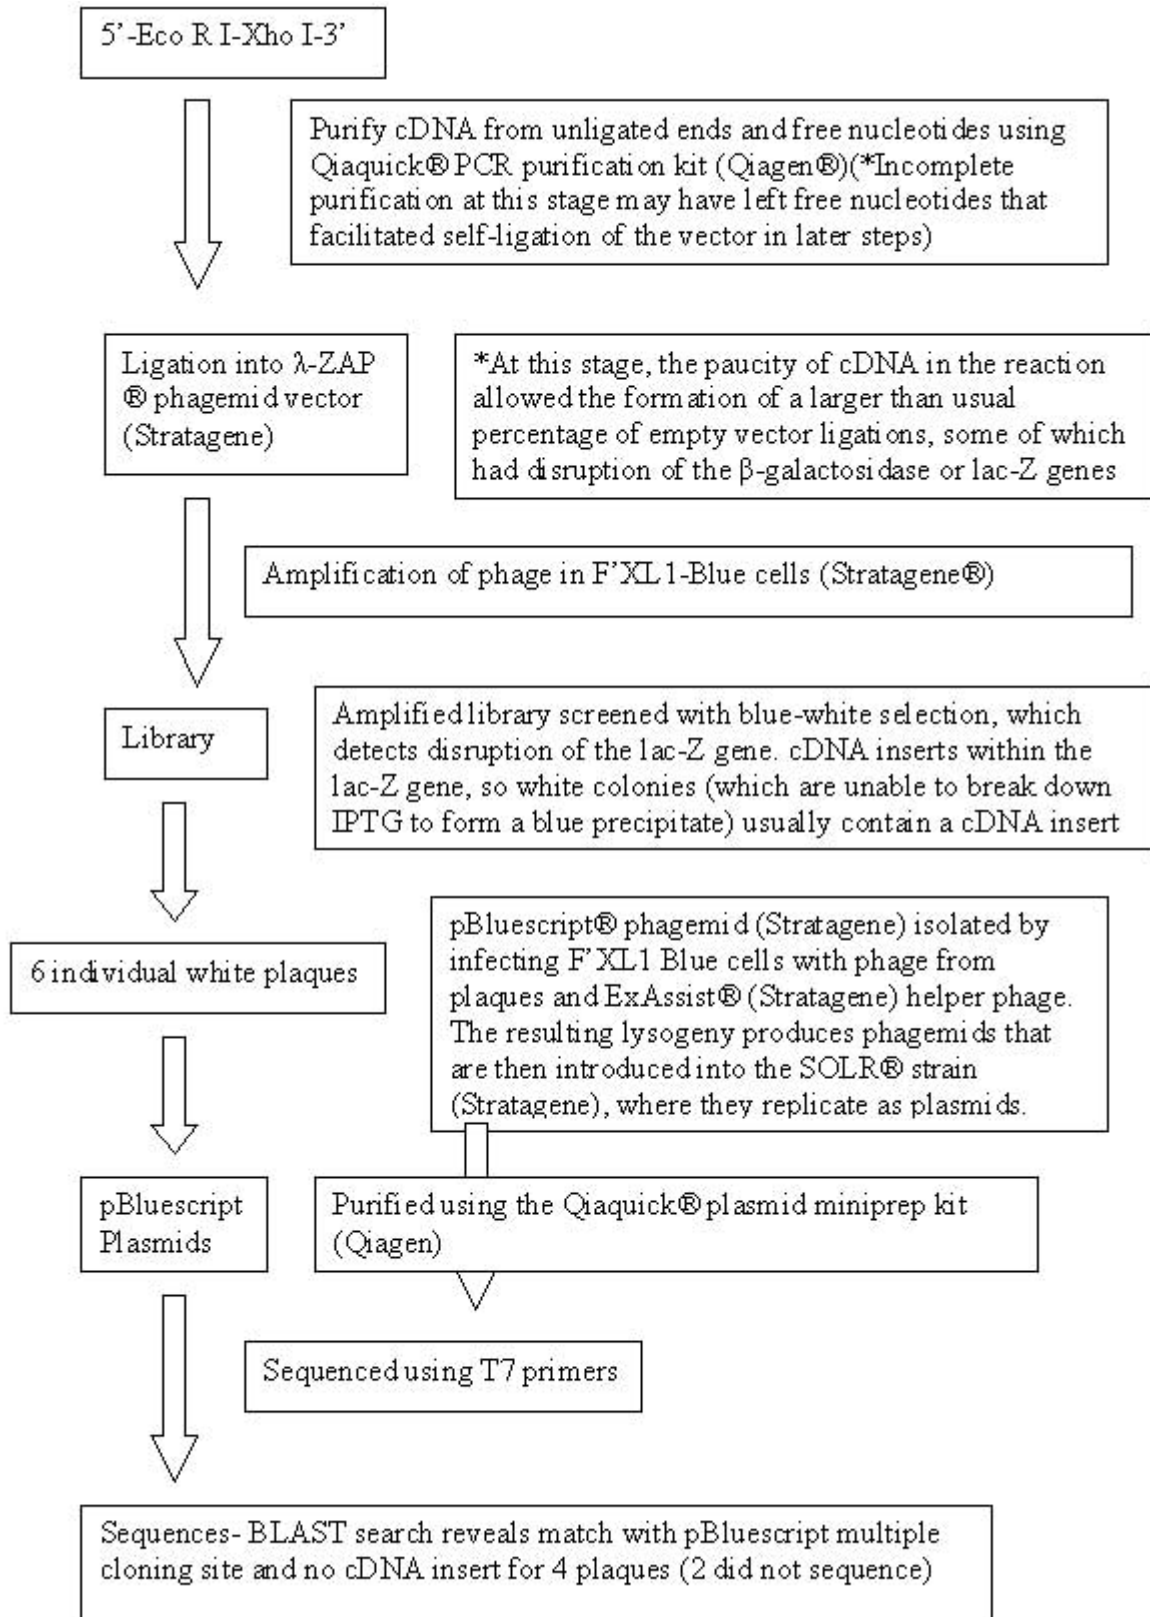 5’-Eco R I-Xho I-3’
Purify cDNA from unligated ends and free nucleotides using
Qiaquick® PCR purification kit (Qiagen®)(*Incomplete
purification at this stage may have left free nucleotides that
facilitated self-ligation of the vector in later steps)
Ligation into λ-ZAP
® phagemid vector
(Stratagene)
*At this stage, the paucity of cDNA in the reaction
allowed the formation of a larger than usual
percentage of empty vector ligations, some of which
had disruption of the β-galactosidase or lac-Z genes
Amplification of phage in F’XL1-Blue cells (Stratagene®)
Library
Amplified library screened with blue-white selection, which
detects disruption of the lac-Z gene. cDNA inserts within the
lac-Z gene, so white colonies (which are unable to break down
IPTG to form a blue precipitate) usually contain a cDNA insert
6 individual white plaques
pBluescript® phagemid (Stratagene) isolated by
infecting F’XL1 Blue cells with phage from
plaques and ExAssist® (Stratagene) helper phage.
The resulting lysogeny produces phagemids that
are then introduced into the SOLR® strain
(Stratagene), where they replicate as plasmids.
pBluescript
Plasmids
Purified using the Qiaquick® plasmid miniprep kit
(Qiagen)
Sequenced using T7 primers
Sequences- BLAST search reveals match with pBluescript multiple
cloning site and no cDNA insert for 4 plaques (2 did not sequence)